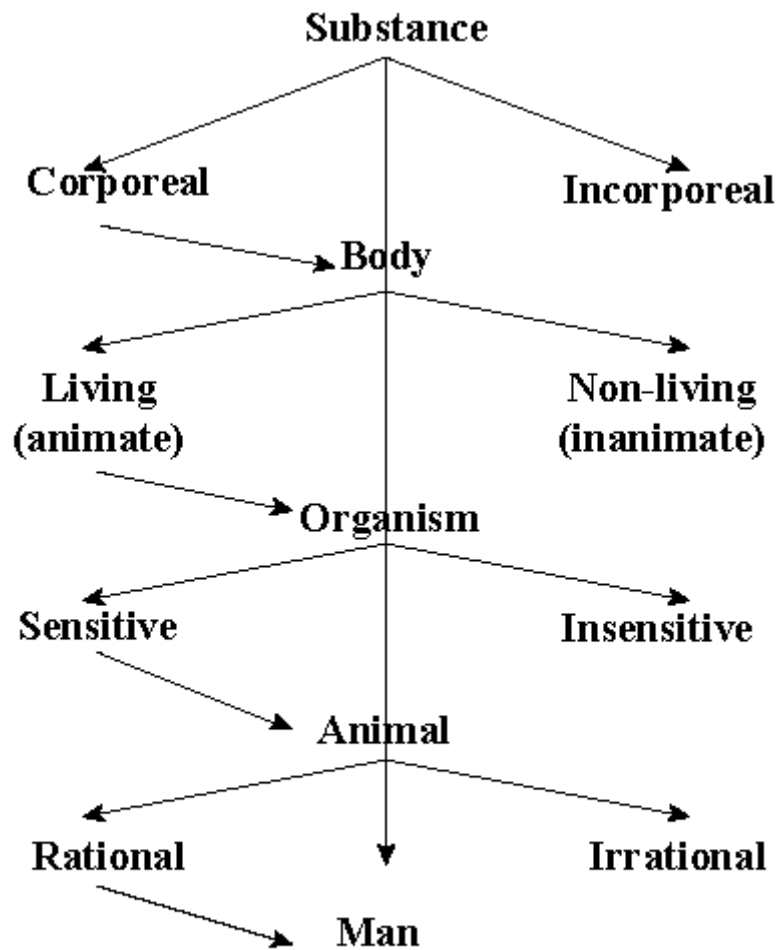 Substance
Corporeal
Incorporeal
Body
Living
(animate)
Non-living
(inanimate)
Organism
Sensitive
Insensitive
Animal
Rational
Irrational
Man